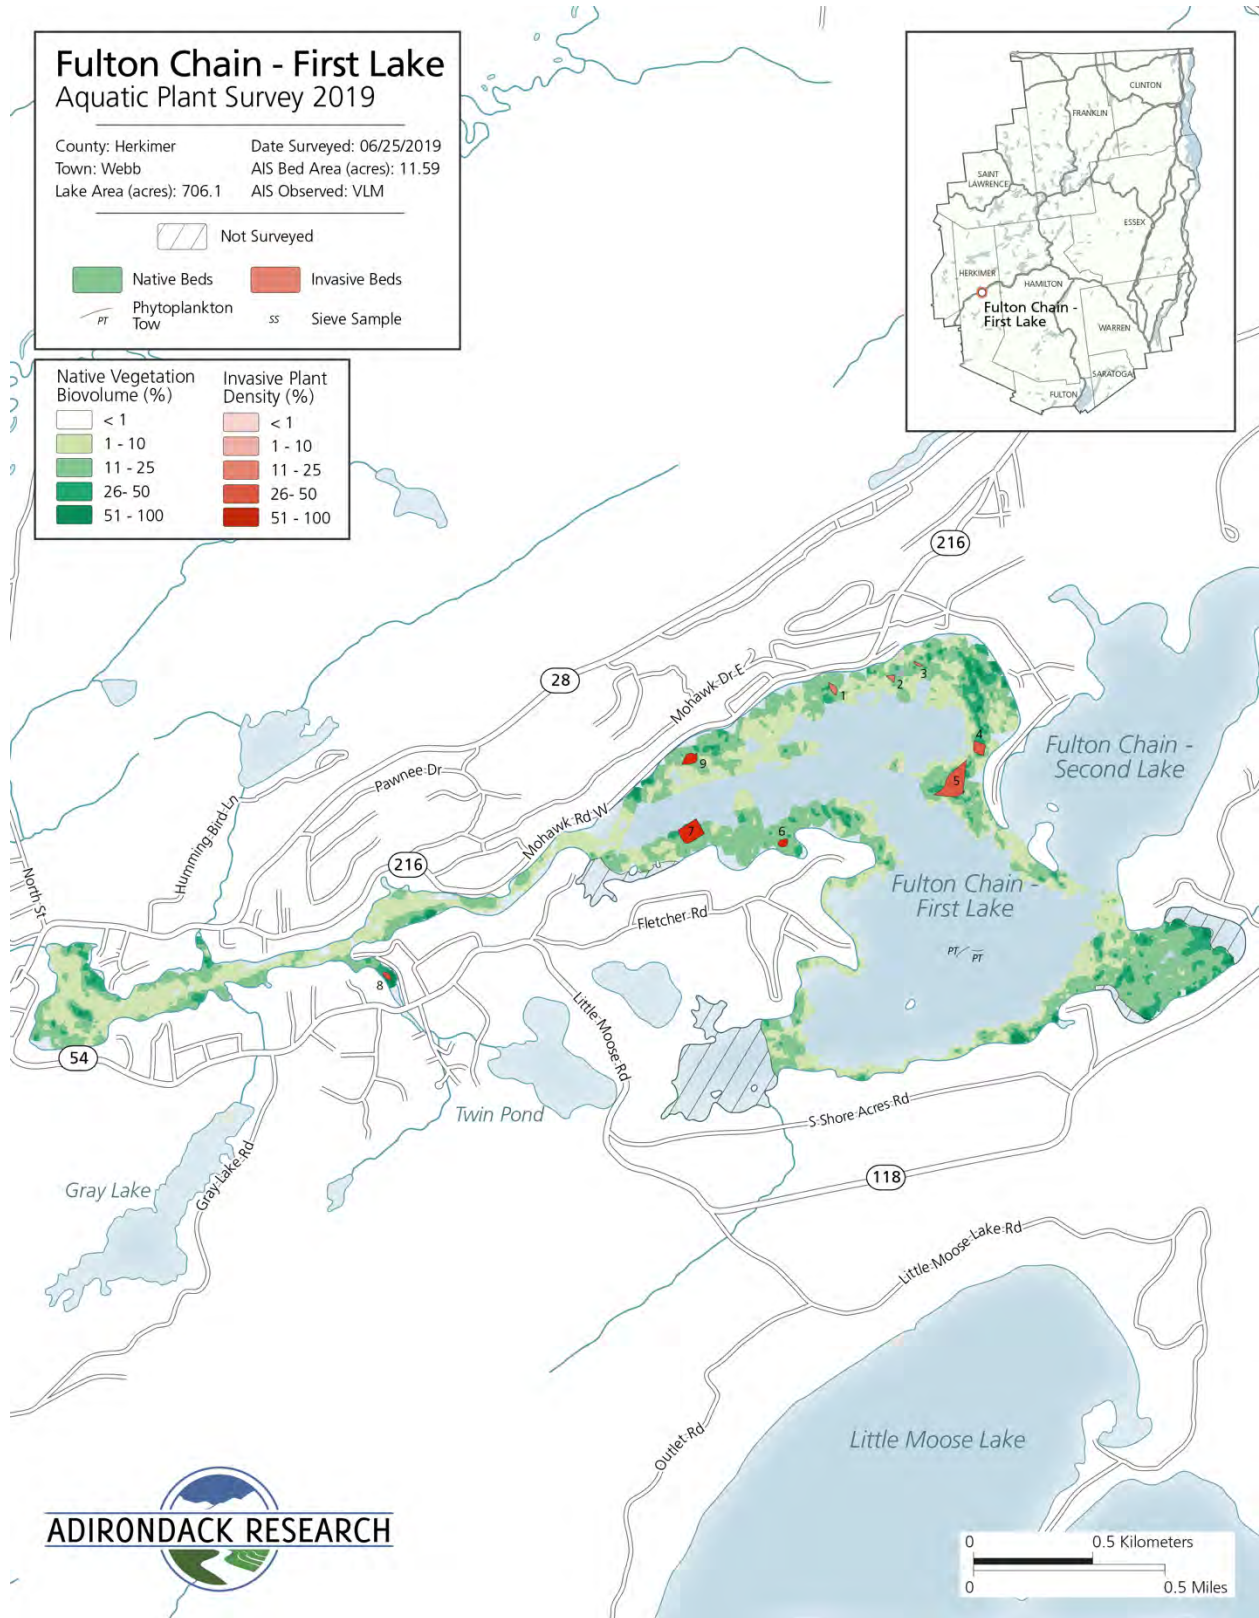 Fulton Chain - First Lake
Aquatic Plant Survey 2019
County: Herkimer
Date Surveyed: 06/25/2019
Town: Webb
AIS Bed Area (acres): 11.59
Lake Area (acres): 706.1
AIS Observed: VLM
Not Surveyed
Native Beds
Invasive Beds
PT
Phytoplankton
Tow
SS
Sieve Sample
Native Vegetation
Biovolume (%)
< 1
1 - 10
11 - 25
26- 50
51 - 100
Invasive Plant
Density (%)
< 1
1 - 10
11 - 25
26- 50
51 - 100
CLINTON
FRANKLIN
SAINT
LAWRENCE
ESSEX
HERKIMER
HAMILTON
Fulton Chain -
First Lake
WARREN
SARATOGA
FULTON
216
28
Mohawk Dr E
1
2
3
4
5
6
7
9
Fulton Chain -
Second Lake
Pawnee Dr
Humming Bird Ln
Mohawk Rd W
216
North St
Fulton Chain -
First Lake
Fletcher Rd
PT
PT
8
54
Little Moose Rd
Twin Pond
S Shore Acres Rd
118
Gray Lake
Gray Lake Rd
Little Moose Lake Rd
Outlet Rd
Little Moose Lake
ADIRONDACK RESEARCH
0
0.5 Kilometers
0
0.5 Miles